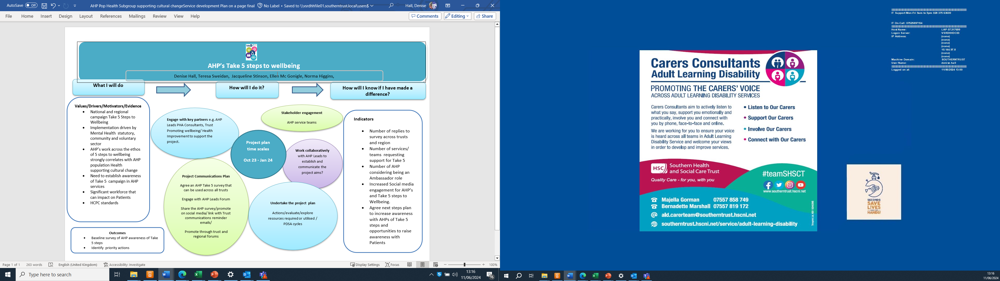 AutoSave Off
AHP Pop Health Subgroup supporting cultural changeService development Plan on a page final
No Label • Saved to \\vsrdhhfile01.southerntrust.local\users$
Hall, Denise
File Home Insert Design Layout References Mailings Review View Help
Comments Editing Share
AHP's Take 5 steps to wellbeing
Denise Hall, Teresa Sweidan, Jacqueline Stinson, Ellen Mc Gonigle, Norma Higgins,
What I will do
How will I do it?
How will I know if I have made a
difference?
Values/Drivers/Motivators/Evidence
• National and regional
campaign Take 5 Steps to
Wellbeing
• Implementation driven by
Mental Health statutory,
community and voluntary
sector
• AHP's work across the ethos
of 5 steps to wellbeing
strongly correlates with AHP
population Health
supporting cultural change
• Need to establish awareness
of Take 5 campaign in AHP
services
• Significant workforce that
can impact on Patients
• HCPC standards
Outcomes
• Baseline survey of AHP awareness of Take
5 steps
• Identify priority actions
Engage with key partners e.g. AHP
Leads PHA Consultants, Trust
Promoting wellbeing/ Health
Improvement to support the
project.
Stakeholder engagement
AHP service teams
Project plan
time scales
Oct 23 - Jan 24
Work collaboratively
with AHP Leads to
establish and
communicate the
project aims?
Project Communications Plan
Agree an AHP Take 5 survey that
can be used across all trusts
Engage with AHP Leads Forum
Share the AHP survey/promote
on social media/ link with Trust
communications reminder
emails/
Promote through trust and
regional forums
Undertake the project plan
Actions/evaluate/explore
resources required or utilised /
PDSA cycles
Indicators
• Number of replies to
survey across trusts
and region
• Number of services/
teams requesting
support for Take 5
• Number of AHP
considering being an
Ambassador role
• Increased Social media
engagement for AHP's
and Take 5 steps to
Wellbeing.
• Agree next steps plan
to increase awareness
with AHPs of Take 5
steps and
opportunities to raise
awareness with
Patients
Page 1 of 1 263 words English (United Kingdom) Accessibility: Investigate
Display Settings Focus 100%
Type here to search
13:16
11/06/2024
16
IT Support Mon-Fri 9am to 5pm 028 375 63600
IT On-Call: 07525897154
Host Name: LAP-ST217699
Logon Server: VSRDHHDC03
IP Address: (none)
(none)
(none)
(none)
10.144.97.8
(none)
(none)
Machine Domain: SOUTHERNTRUST
User Name: denise.hall
Logged on at: 11/06/2024 13:00
Carers Consultants
Adult Learning Disability
PROMOTING THE CARERS' VOICE
ACROSS ADULT LEARNING DISABILITY SERVICES
Carers Consultants aim to actively listen to
what you say, support you emotionally and
practically, involve you and connect with
you by phone, face-to-face and online.
We are working for you to ensure your voice
is heard across all teams in Adult Learning
Disability Service and welcome your views
in order to develop and improve services.
• Listen to Our Carers
• Support Our Carers
• Involve Our Carers
• Connect with Our Carers
HSC Southern Health
and Social Care Trust
Quality Care - for you, with you
#teamSHSCT
www.southerntrust.hscni.net
Majella Gorman 07557 858 749
Bernadette Marshall 07557 819 172
ald.carerteam@southerntrust.hscni.net
southerntrust.hscni.net/service/adult-learning-disability
SECONDS
SAVE
LIVES
HANDS!
13:16
11/06/2024